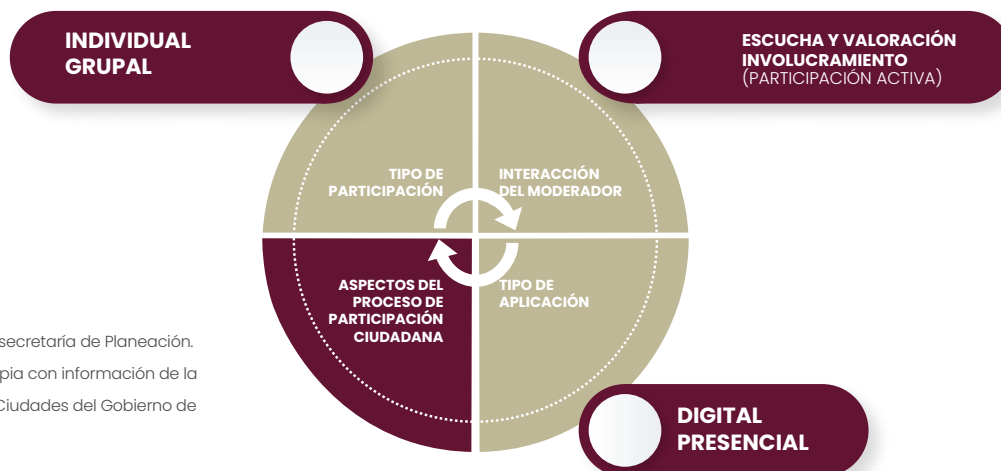 INDIVIDUAL
GRUPAL
ESCUCHA Y VALORACIÓN
INVOLUCRAMIENTO
(PARTICIPACIÓN ACTIVA)
TIPO DE
PARTICIPACIÓN
INTERACCIÓN
DEL MODERADOR
ASPECTOS DEL
PROCESO DE
PARTICIPACIÓN
CIUDADANA
TIPO DE
APLICACIÓN
secretaría de Planeación.
pia con información de la
Ciudades del Gobierno de
DIGITAL
PRESENCIAL